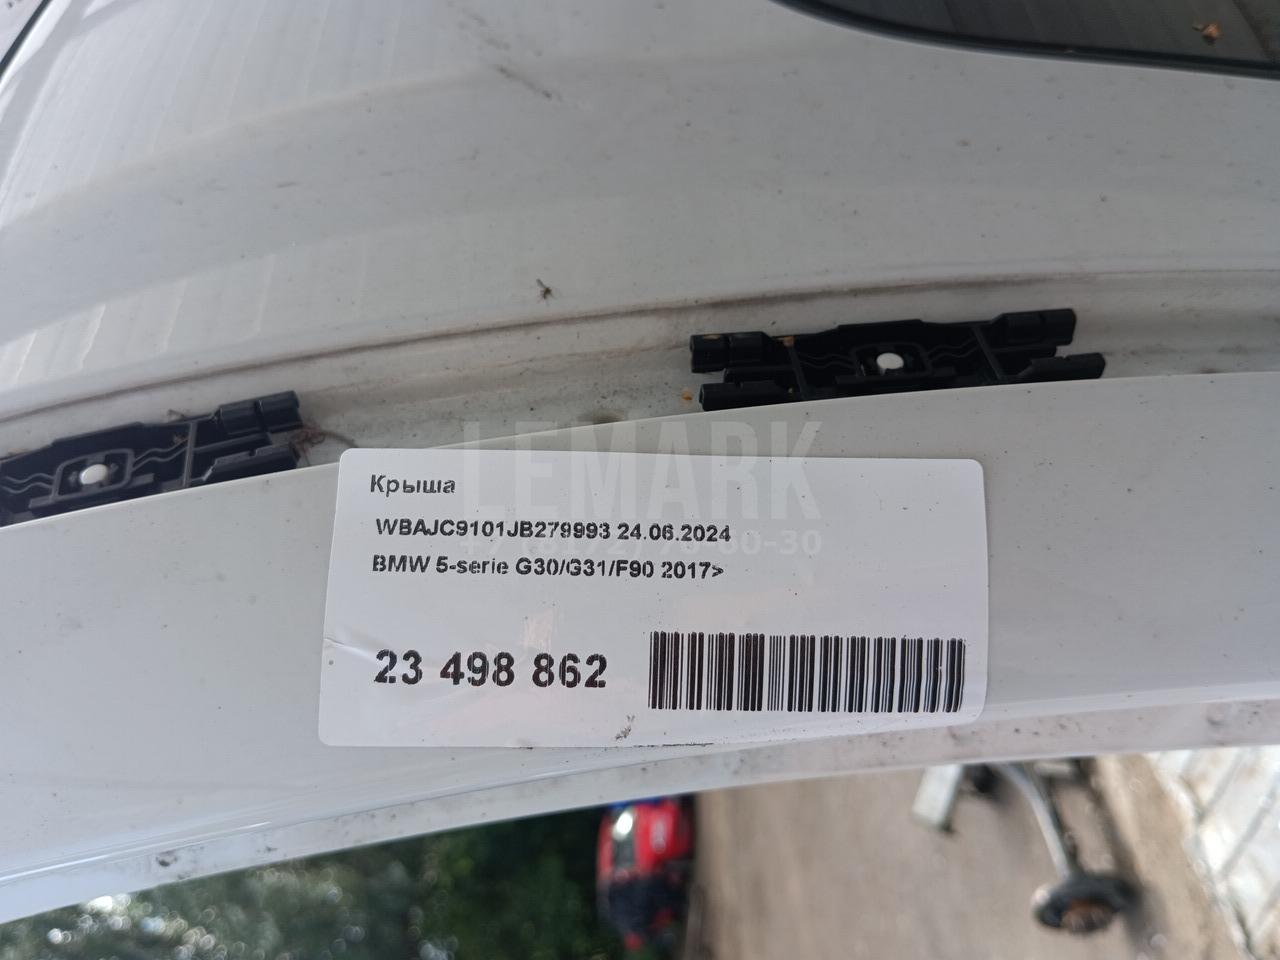 LEMARK
Крыша
WBAJC9101JB279993 24.06.2024
BMW 5-serie G30/G31/F90 2017>
23 498 862